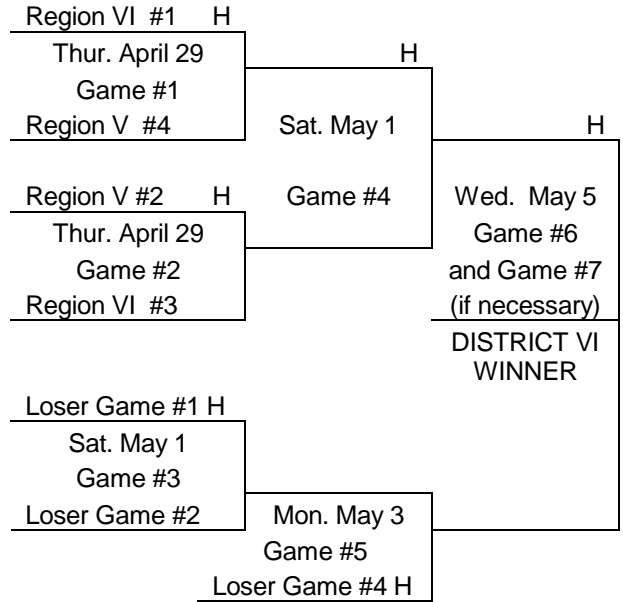 Region VI #1 H
Thur. April 29
H
Game #1
Region V #4
Sat. May 1
H
Region V #2 H
Game #4
Wed. May 5
Thur. April 29
Game #6
Game #2
and Game #7
Region VI #3
(if necessary)
DISTRICT VI
WINNER
Loser Game #1 H
Sat. May 1
Game #3
Loser Game #2
Mon. May 3
Game #5
Loser Game #4 H